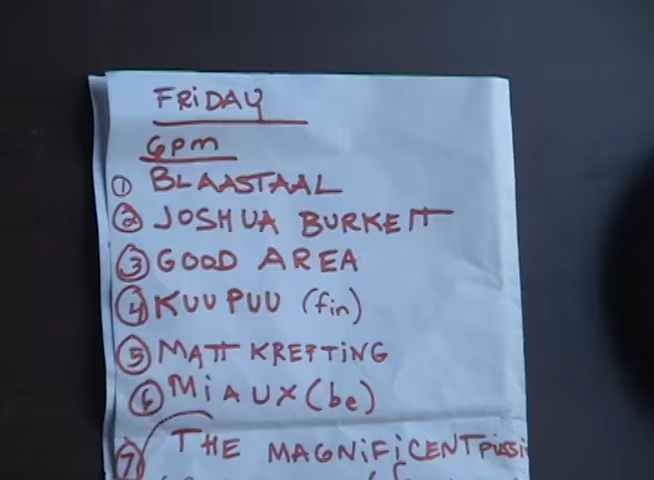 FRiDAY
6pm
① BLAASTAAL
② JOSHUA BURKETT
③ GOOD AREA
④ KUUPUU (fin)
⑤ MATT KREFTiNG
⑥ MiAUX (be)
⑦ THE MAGNiFiCENT